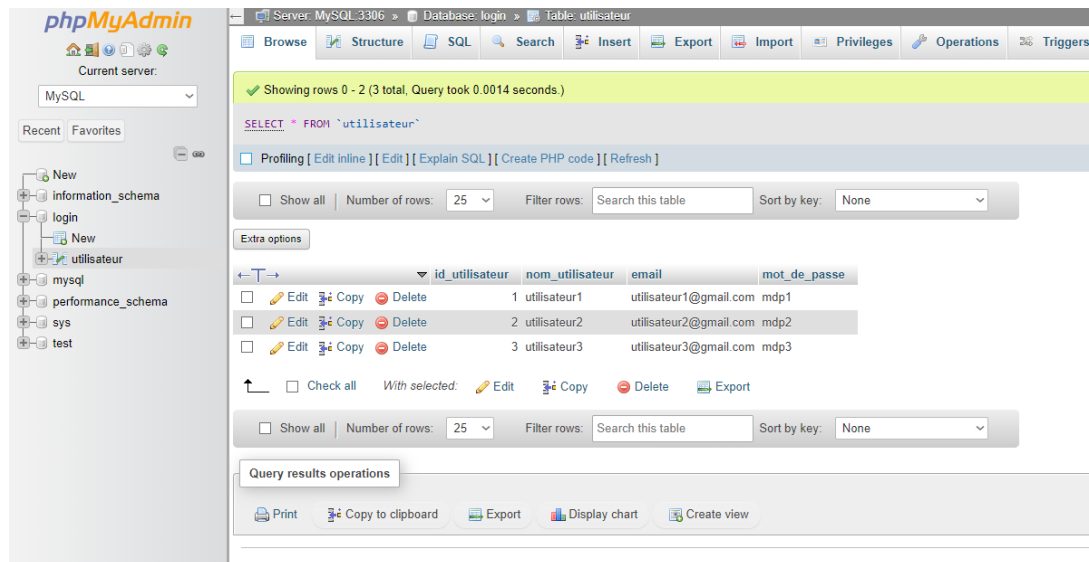 phpMyAdmin
Current server:
MySQL
Recent Favorites
New
information_schema
login
New
utilisateur
mysql
performance_schema
sys
test
Server: MySQL:3306 » Database: login » Table: utilisateur
Browse Structure SQL Search Insert Export Import Privileges Operations Triggers
Showing rows 0 - 2 (3 total, Query took 0.0014 seconds.)
SELECT * FROM `utilisateur`
Profiling [ Edit inline ] [ Edit ] [ Explain SQL ] [ Create PHP code ] [ Refresh ]
Show all Number of rows: 25 Filter rows: Search this table Sort by key: None
Extra options
id_utilisateur nom_utilisateur email mot_de_passe
Edit Copy Delete 1 utilisateur1 utilisateur1@gmail.com mdp1
Edit Copy Delete 2 utilisateur2 utilisateur2@gmail.com mdp2
Edit Copy Delete 3 utilisateur3 utilisateur3@gmail.com mdp3
Check all With selected: Edit Copy Delete Export
Show all Number of rows: 25 Filter rows: Search this table Sort by key: None
Query results operations
Print Copy to clipboard Export Display chart Create view